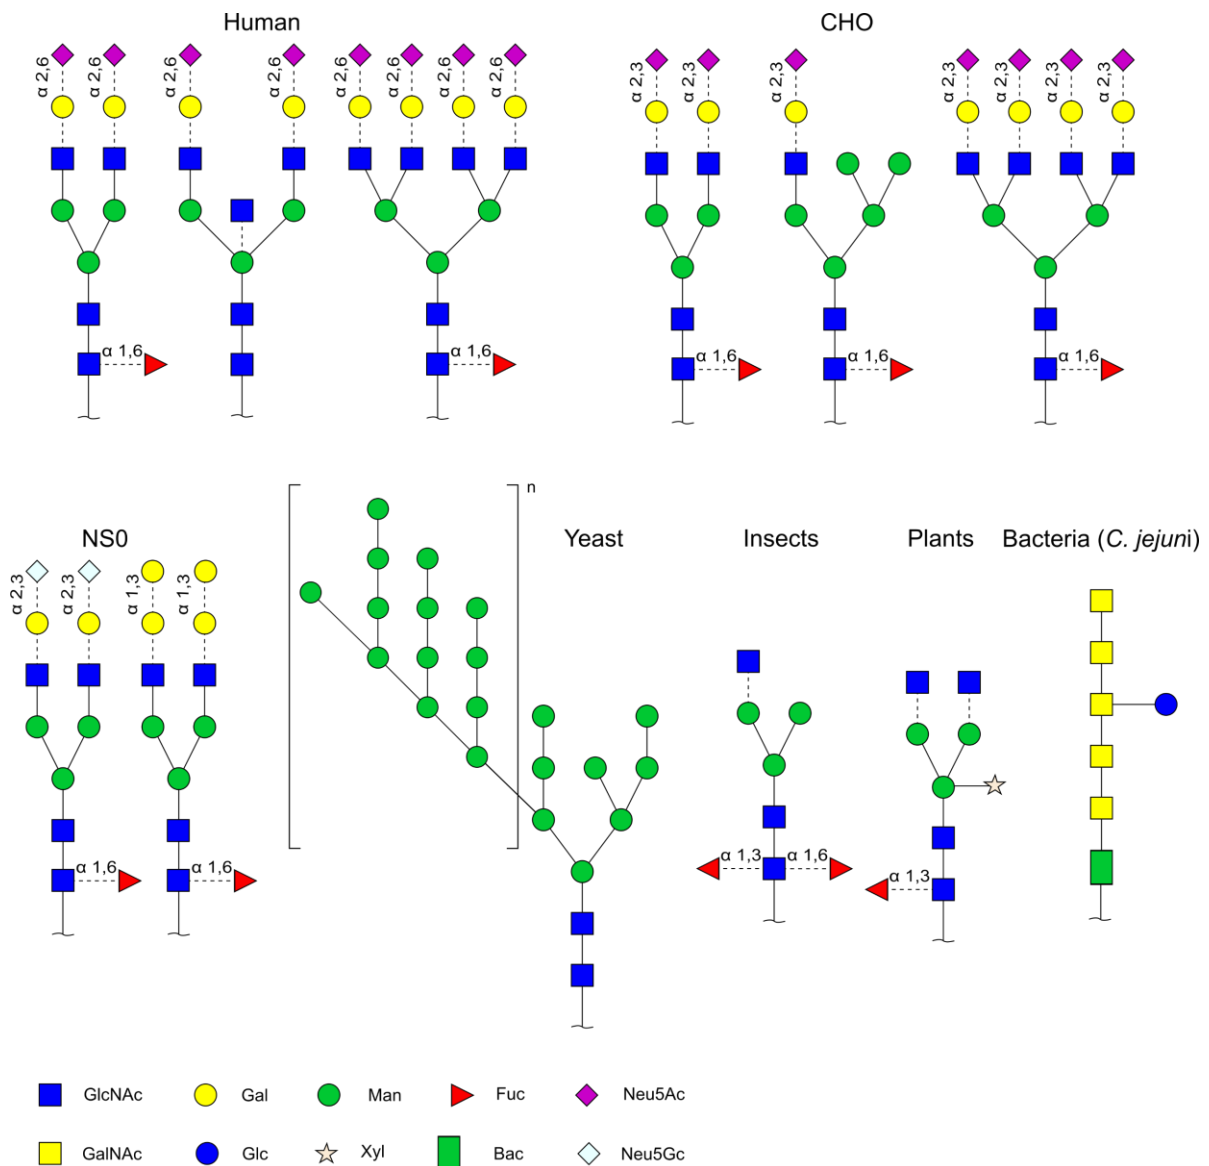 Human
CHO
α 2,6
α 2,6
α 2,6
α 2,6
α 2,6
α 2,6
α 2,6
α 2,6
α 2,3
α 2,3
α 2,3
α 2,3
α 2,3
α 2,3
α 2,3
α 1,6
α 1,6
α 1,6
α 1,6
α 1,6
n
NS0
Yeast
Insects
Plants
Bacteria (C. jejuni)
α 2,3
α 2,3
α 1,3
α 1,3
α 1,6
α 1,6
α 1,3
α 1,6
α 1,3
GlcNAc
Gal
Man
Fuc
Neu5Ac
GalNAc
Glc
Xyl
Bac
Neu5Gc